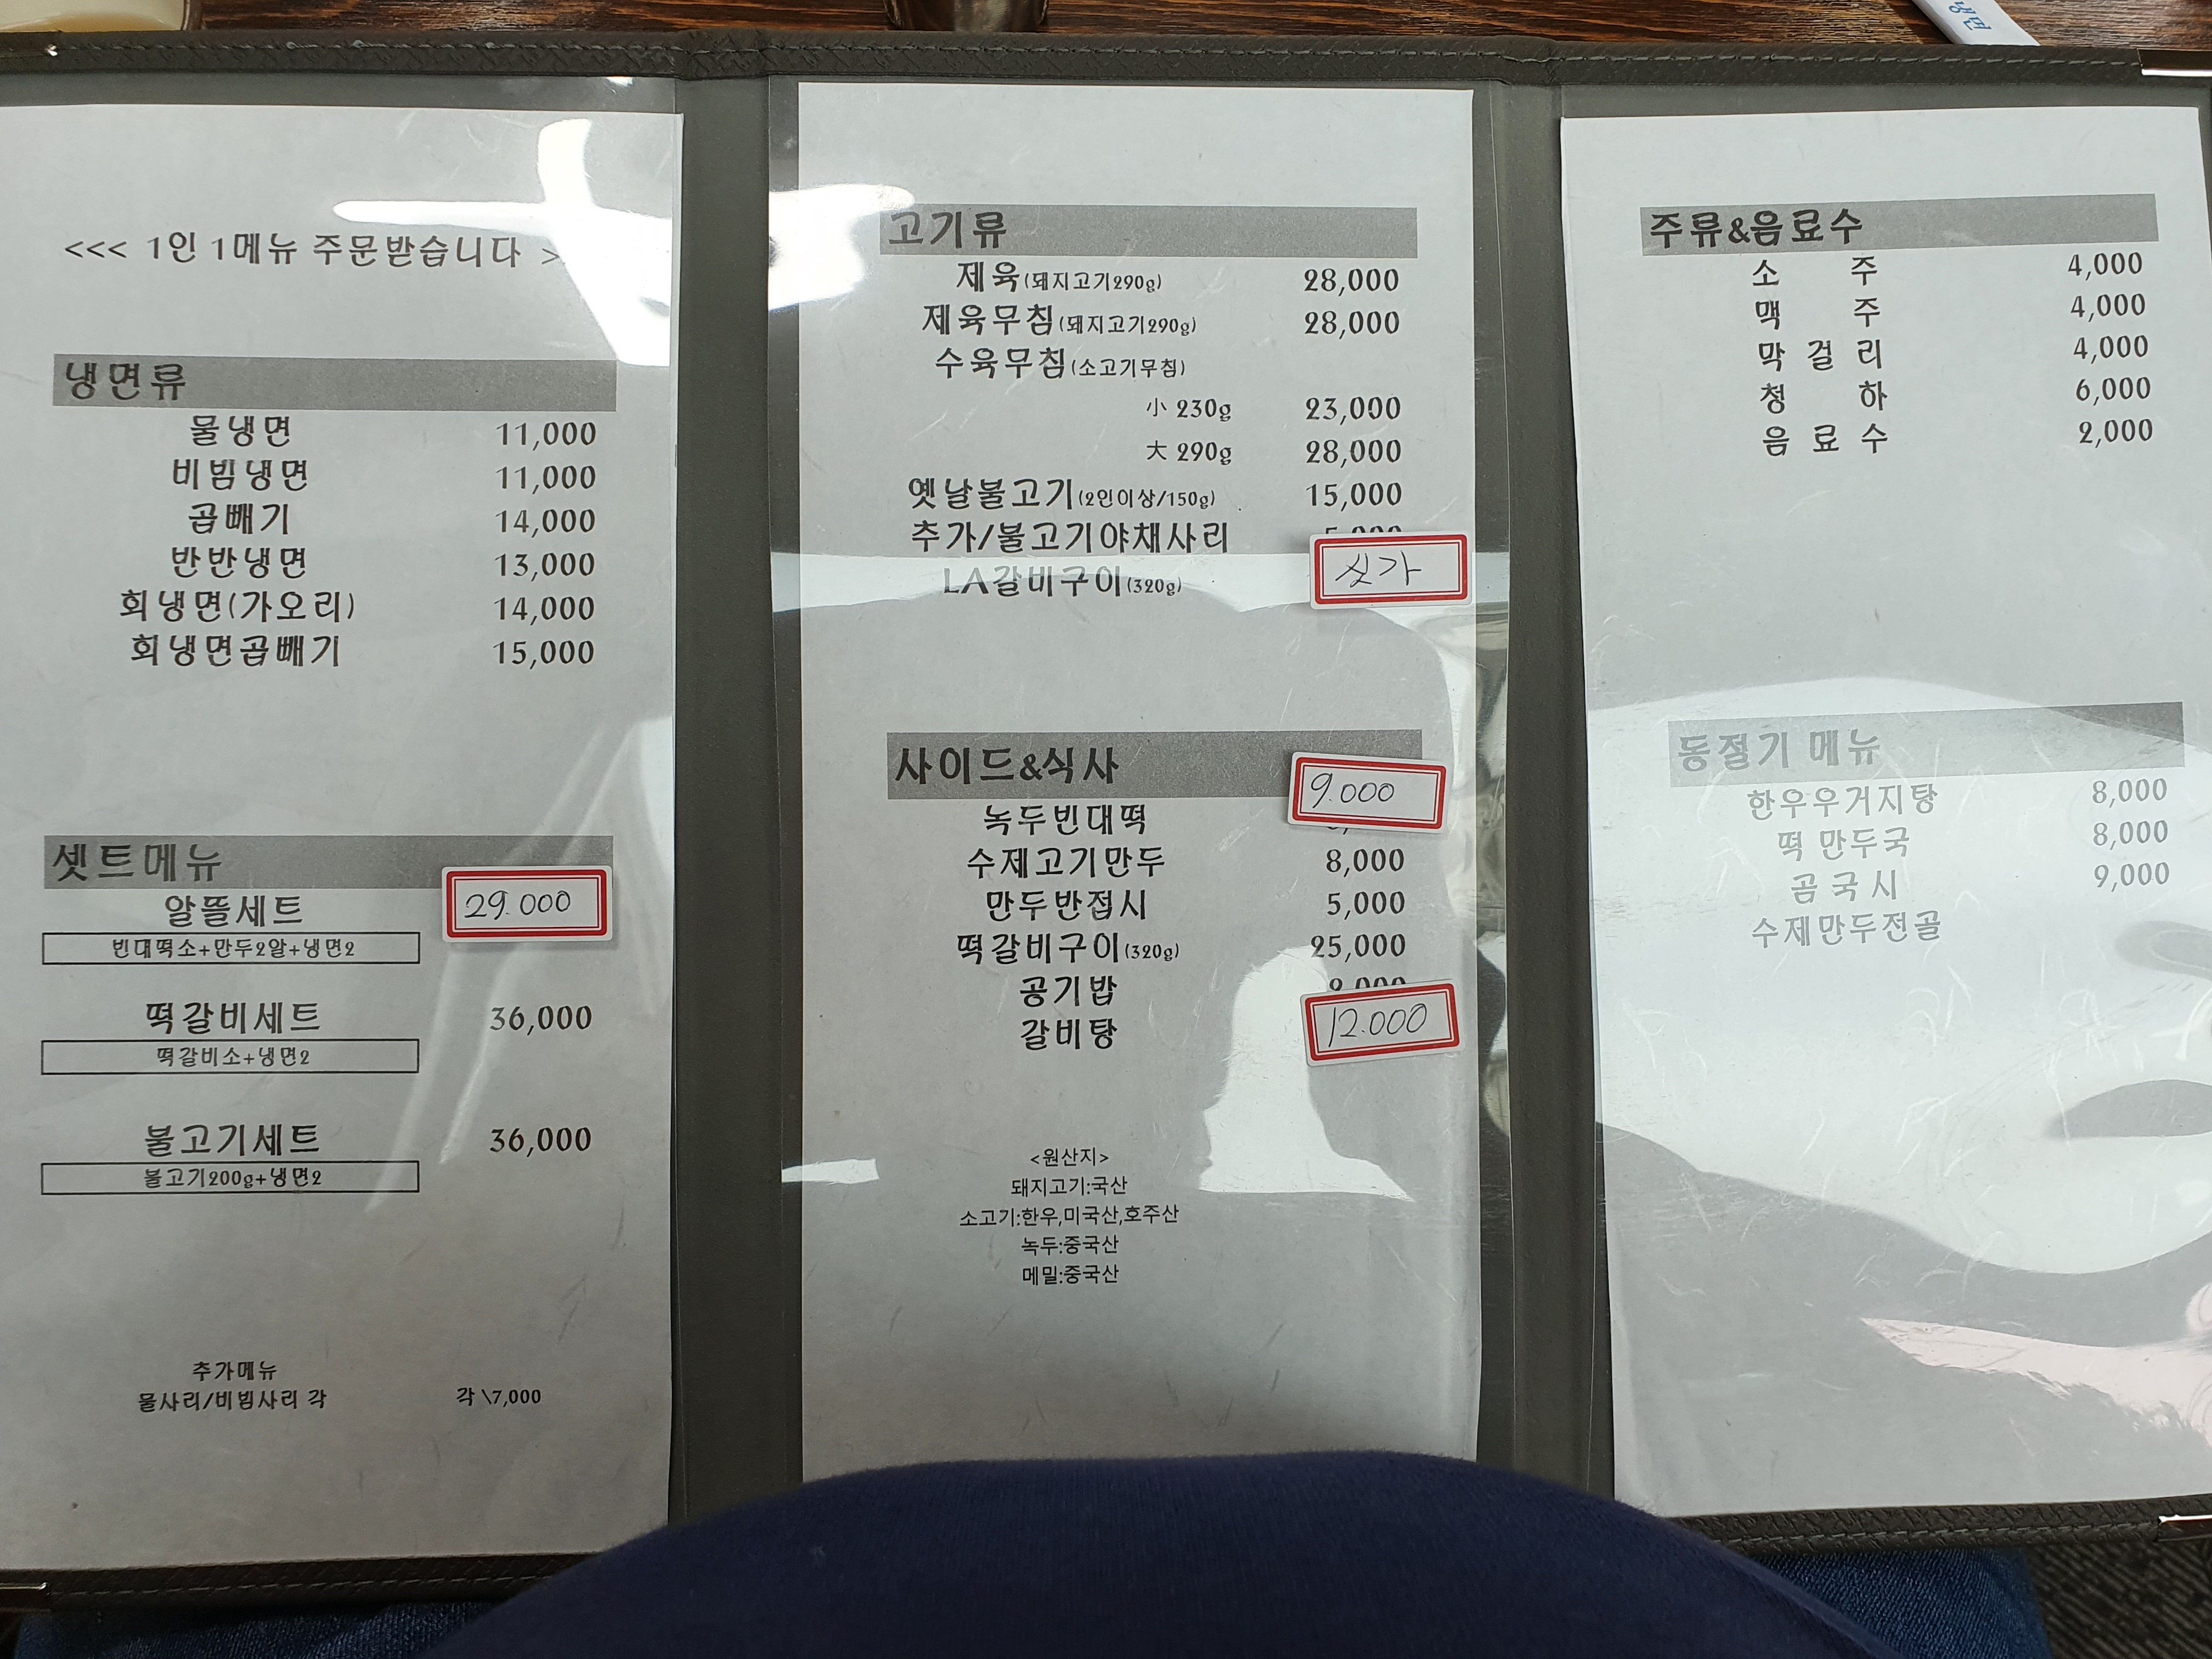 냉면
<<< 1인 1메뉴 주문받습니다 >
냉면류
물냉면 11,000
비빔냉면 11,000
곱빼기 14,000
반반냉면 13,000
회냉면(가오리) 14,000
회냉면곱빼기 15,000
셋트메뉴
알뜰세트 29.000
빈대떡소+만두2알+냉면2
떡갈비세트 36,000
떡갈비소+냉면2
불고기세트 36,000
불고기200g+냉면2
추가메뉴
물사리/비빔사리 각 각 \7,000
고기류
제육(돼지고기290g) 28,000
제육무침(돼지고기290g) 28,000
수육무침(소고기무침)
小 230g 23,000
大 290g 28,000
옛날불고기(2인이상/150g) 15,000
추가/불고기야채사리
LA갈비구이(320g) 싯가
사이드&식사
녹두빈대떡 9.000
수제고기만두 8,000
만두반접시 5,000
떡갈비구이(320g) 25,000
공기밥
갈비탕 12.000
<원산지>
돼지고기:국산
소고기:한우,미국산,호주산
녹두:중국산
메밀:중국산
주류&음료수
소 주 4,000
맥 주 4,000
막 걸 리 4,000
청 하 6,000
음 료 수 2,000
동절기 메뉴
한우우거지탕 8,000
떡 만두국 8,000
곰 국 시 9,000
수제만두전골